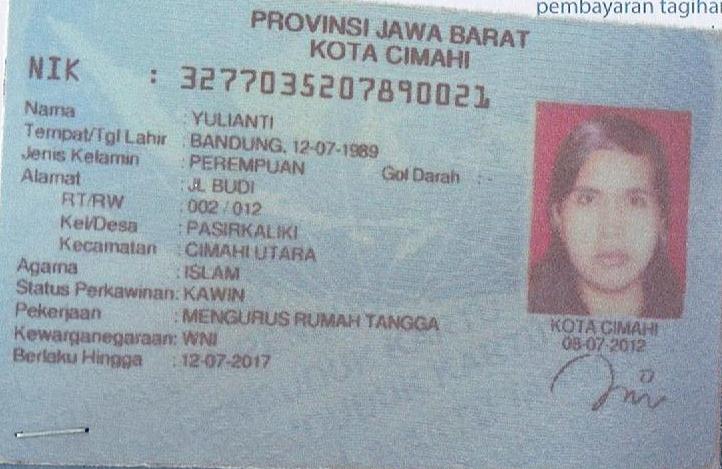 pembayaran tagihan
PROVINSI JAWA BARAT
KOTA CIMAHI
NIK : 3277035207890021
Nama : YULIANTI
Tempat/Tgl Lahir : BANDUNG, 12-07-1989
Jenis Kelamin : PEREMPUAN Gol Darah : -
Alamat : JL BUDI
RT/RW : 002 / 012
Kel/Desa : PASIRKALIKI
Kecamatan : CIMAHI UTARA
Agama : ISLAM
Status Perkawinan: KAWIN
Pekerjaan : MENGURUS RUMAH TANGGA
Kewarganegaraan: WNI
Berlaku Hingga : 12-07-2017
KOTA CIMAHI
08-07-2012